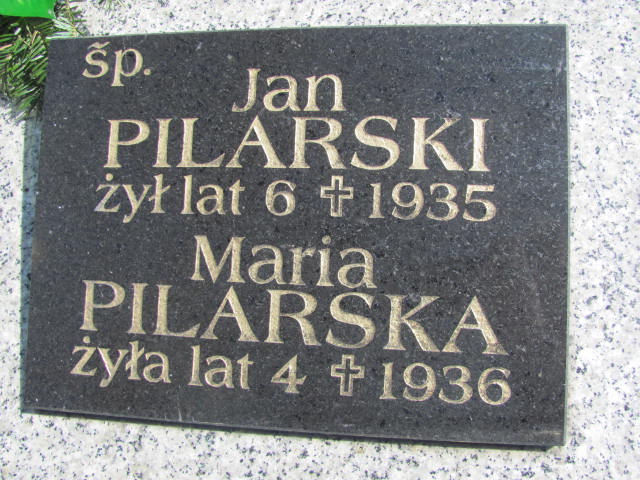 śp.
Jan
PILARSKI
żył lat 6 ✝ 1935
Maria
PILARSKA
żyła lat 4 ✝ 1936